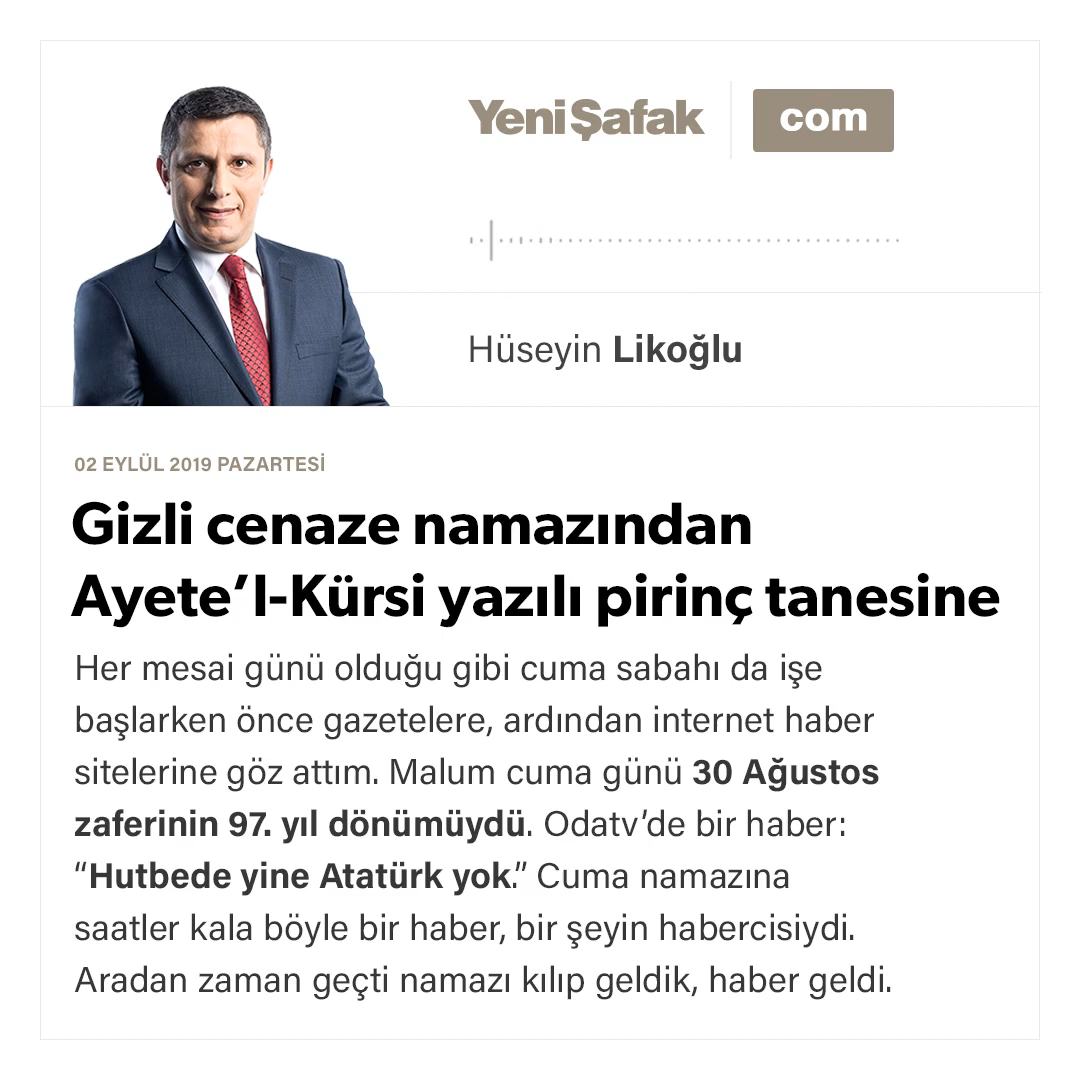 YeniŞafak com
Hüseyin Likoğlu
02 EYLÜL 2019 PAZARTESİ
Gizli cenaze namazından
Ayete’l-Kürsi yazılı pirinç tanesine
Her mesai günü olduğu gibi cuma sabahı da işe
başlarken önce gazetelere, ardından internet haber
sitelerine göz attım. Malum cuma günü 30 Ağustos
zaferinin 97. yıl dönümüydü. Odatv’de bir haber:
“Hutbede yine Atatürk yok.” Cuma namazına
saatler kala böyle bir haber, bir şeyin habercisiydi.
Aradan zaman geçti namazı kılıp geldik, haber geldi.